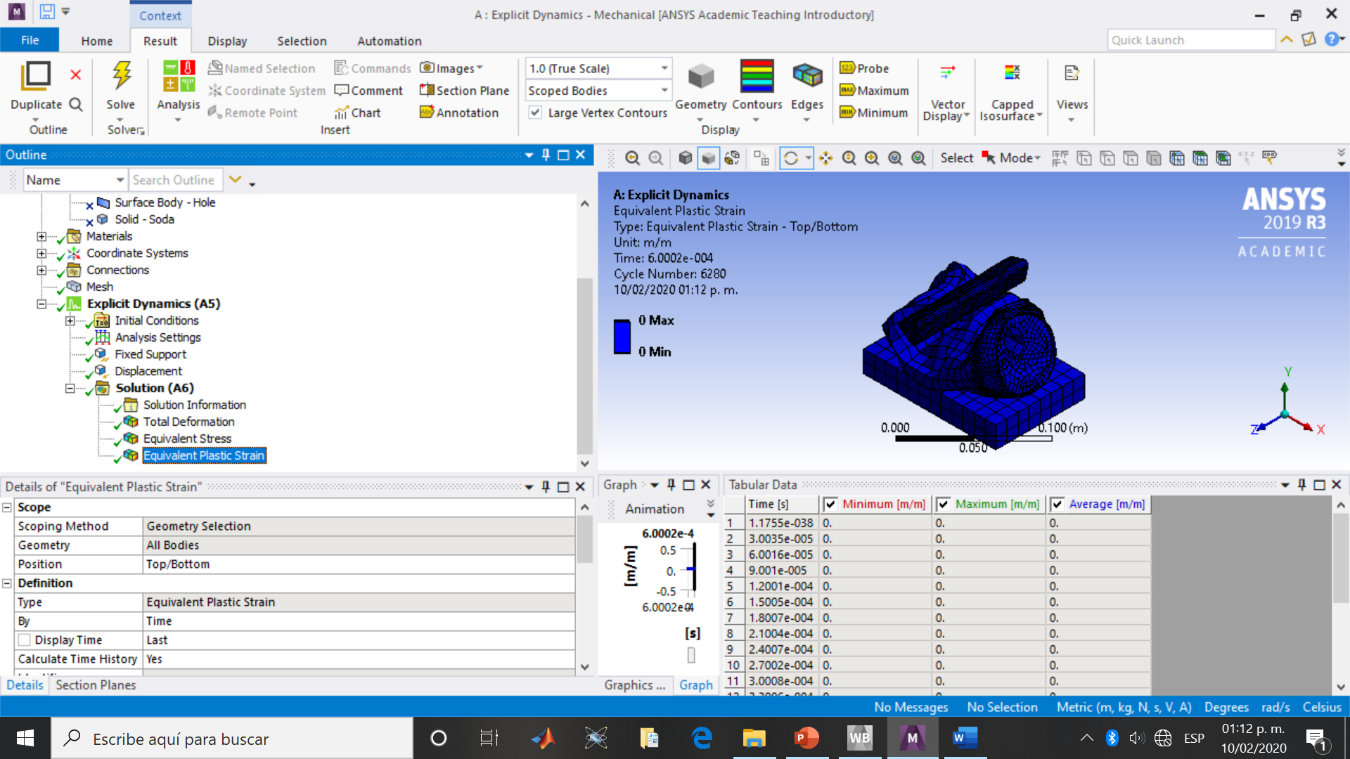 A : Explicit Dynamics - Mechanical [ANSYS Academic Teaching Introductory]
Context
File Home Result Display Selection Automation
Quick Launch
Duplicate
Outline
Solve
Solver
Analysis
Named Selection
Coordinate System
Remote Point
Commands
Comment
Chart
Images
Section Plane
Annotation
Insert
1.0 (True Scale)
Scoped Bodies
Large Vertex Contours
Geometry
Contours
Edges
Display
Probe
Maximum
Minimum
Vector
Display
Capped
Isosurface
Views
Outline
Name
Search Outline
Surface Body - Hole
Solid - Soda
Materials
Coordinate Systems
Connections
Mesh
Explicit Dynamics (A5)
Initial Conditions
Analysis Settings
Fixed Support
Displacement
Solution (A6)
Solution Information
Total Deformation
Equivalent Stress
Equivalent Plastic Strain
Select Mode
A: Explicit Dynamics
Equivalent Plastic Strain
Type: Equivalent Plastic Strain - Top/Bottom
Unit: m/m
Time: 6.0002e-004
Cycle Number: 6280
10/02/2020 01:12 p. m.
0 Max
0 Min
ANSYS
2019 R3
ACADEMIC
0.000
0.100 (m)
0.050
Y
Z
X
Details of "Equivalent Plastic Strain"
Scope
Scoping Method Geometry Selection
Geometry All Bodies
Position Top/Bottom
Definition
Type Equivalent Plastic Strain
By Time
Display Time Last
Calculate Time History Yes
Details Section Planes
Graph
Animation
6.0002e-4
0.5
0.
-0.5
[m/m]
[s]
Graphics ... Graph
Tabular Data
Time [s] Minimum [m/m] Maximum [m/m] Average [m/m]
1 1.1755e-038 0. 0. 0.
2 3.0035e-005 0. 0. 0.
3 6.0016e-005 0. 0. 0.
4 9.001e-005 0. 0. 0.
5 1.2001e-004 0. 0. 0.
6 1.5005e-004 0. 0. 0.
7 1.8007e-004 0. 0. 0.
8 2.1004e-004 0. 0. 0.
9 2.4007e-004 0. 0. 0.
10 2.7002e-004 0. 0. 0.
11 3.0008e-004 0. 0. 0.
No Messages No Selection Metric (m, kg, N, s, V, A) Degrees rad/s Celsius
Escribe aquí para buscar
WB
M
W
ESP
01:12 p. m.
10/02/2020
1